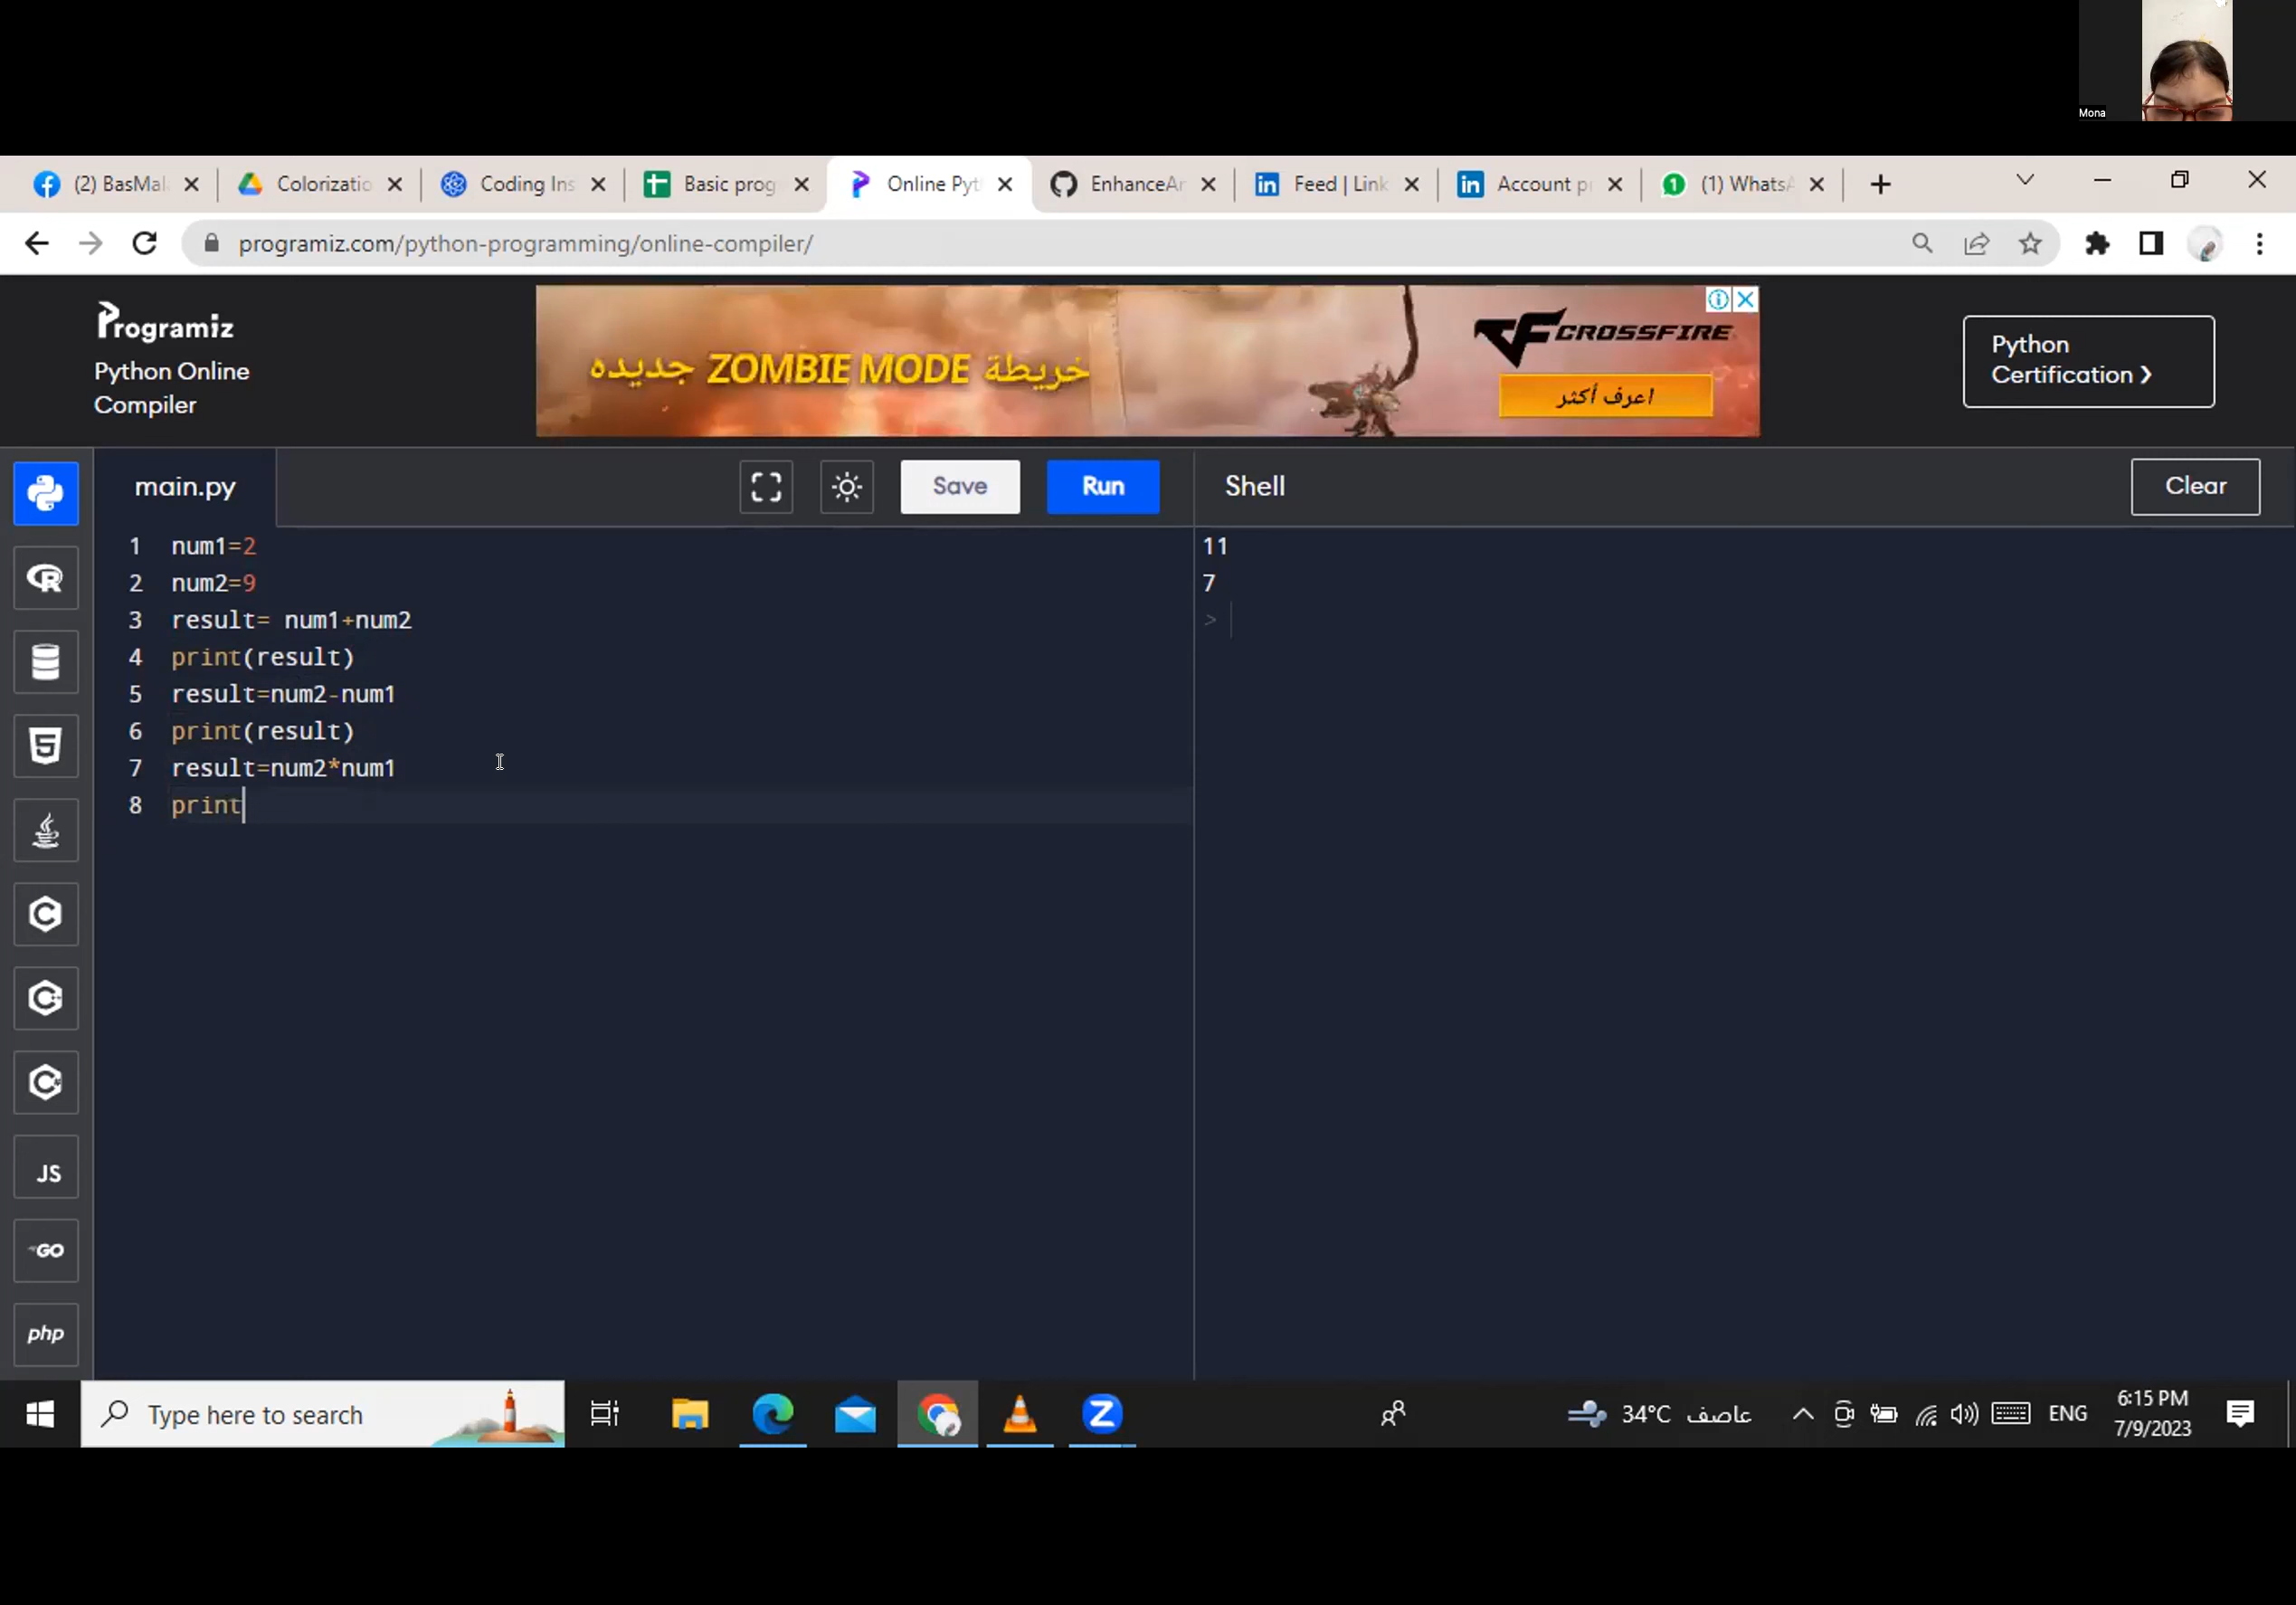 Mona
(2) BasMal
Colorizatio
Coding Ins
Basic prog
Online Pyt
EnhanceAr
Feed | Link
Account p
(1) WhatsA
programiz.com/python-programming/online-compiler/
Programiz
Python Online
Compiler
خريطة ZOMBIE MODE جديده
CROSSFIRE
اعرف أكثر
Python
Certification
main.py
Save
Run
Shell
Clear
1 num1=2
2 num2=9
3 result= num1+num2
4 print(result)
5 result=num2-num1
6 print(result)
7 result=num2*num1
8 print
11
7
>
JS
GO
php
Type here to search
34°C عاصف
ENG
6:15 PM
7/9/2023